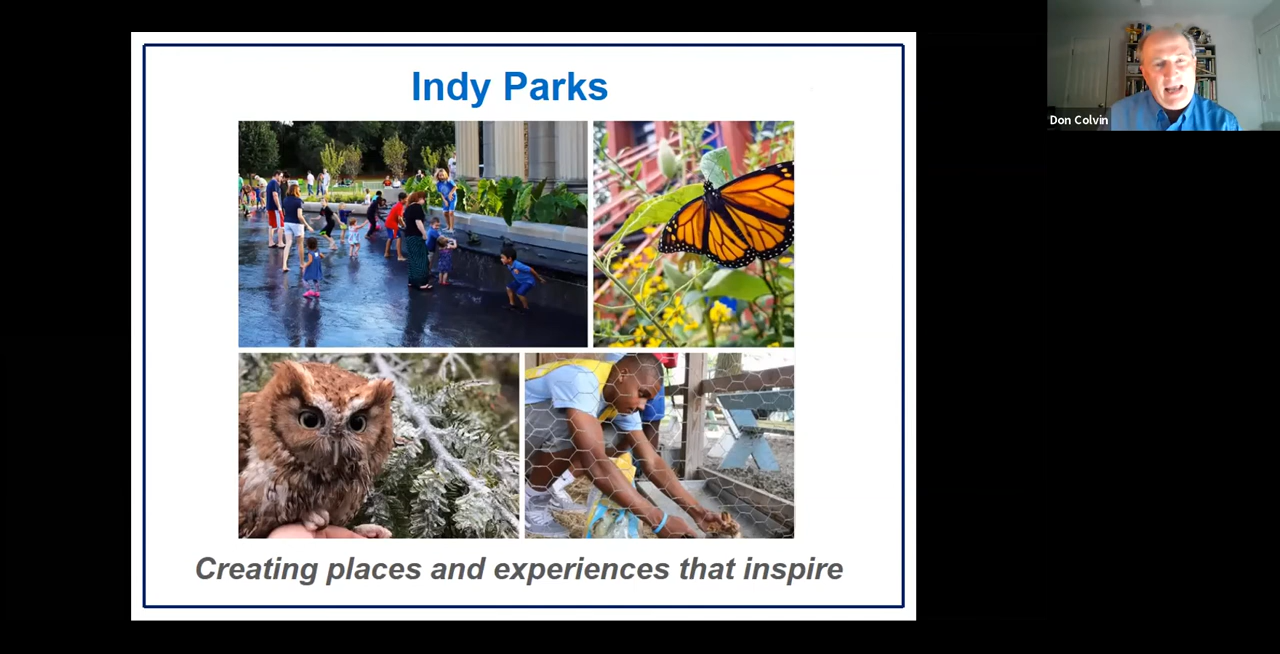 Indy Parks
Don Colvin
Creating places and experiences that inspire